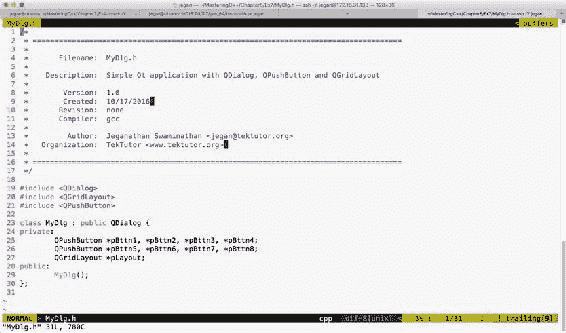 MyDlg.h
buffers
1 /*
2 * =====================================================================================
3 *
4 * Filename: MyDlg.h
5 *
6 * Description: Simple Qt application with QDialog, QPushButton and QGridLayout
7 *
8 * Version: 1.0
9 * Created: 10/17/2016
10 * Revision: none
11 * Compiler: gcc
12 *
13 * Author: Jeganathan Swaminathan <jegan@tektutor.org>
14 * Organization: TekTutor <www.tektutor.org>
15 *
16 * =====================================================================================
17 */
18
19 #include <QDialog>
20 #include <QGridLayout>
21 #include <QPushButton>
22
23 class MyDlg : public QDialog {
24 private:
25 QPushButton *pBttn1, *pBttn2, *pBttn3, *pBttn4;
26 QPushButton *pBttn5, *pBttn6, *pBttn7, *pBttn8;
27 QGridLayout *pLayout;
28 public:
29 MyDlg();
30 };
31
~
~
NORMAL MyDlg.h cpp 3% 1/31 trailing[9]
"MyDlg.h" 31L, 780C